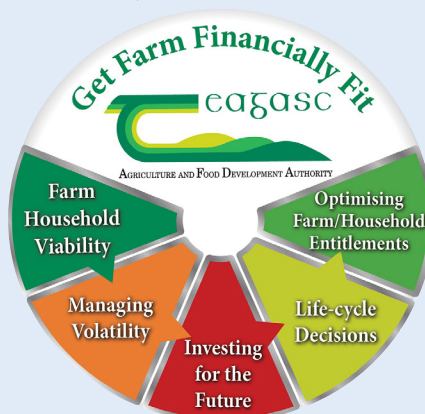 Get Farm Financially Fit
eagasc
AGRICULTURE AND FOOD DEVELOPMENT AUTHORITY
Farm
Household
Viability
Managing
Volatility
Investing
for the
Future
Life-cycle
Decisions
Optimising
Farm/Household
Entitlements